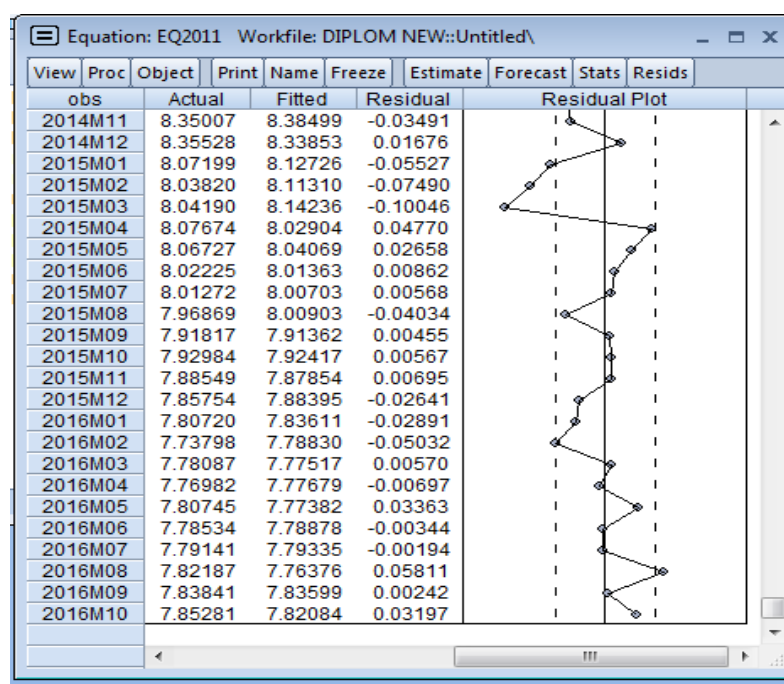 Equation: EQ2011 Workfile: DIPLOM NEW::Untitled\
View Proc Object Print Name Freeze Estimate Forecast Stats Resids
obs Actual Fitted Residual Residual Plot
2014M11 8.35007 8.38499 -0.03491
2014M12 8.35528 8.33853 0.01676
2015M01 8.07199 8.12726 -0.05527
2015M02 8.03820 8.11310 -0.07490
2015M03 8.04190 8.14236 -0.10046
2015M04 8.07674 8.02904 0.04770
2015M05 8.06727 8.04069 0.02658
2015M06 8.02225 8.01363 0.00862
2015M07 8.01272 8.00703 0.00568
2015M08 7.96869 8.00903 -0.04034
2015M09 7.91817 7.91362 0.00455
2015M10 7.92984 7.92417 0.00567
2015M11 7.88549 7.87854 0.00695
2015M12 7.85754 7.88395 -0.02641
2016M01 7.80720 7.83611 -0.02891
2016M02 7.73798 7.78830 -0.05032
2016M03 7.78087 7.77517 0.00570
2016M04 7.76982 7.77679 -0.00697
2016M05 7.80745 7.77382 0.03363
2016M06 7.78534 7.78878 -0.00344
2016M07 7.79141 7.79335 -0.00194
2016M08 7.82187 7.76376 0.05811
2016M09 7.83841 7.83599 0.00242
2016M10 7.85281 7.82084 0.03197